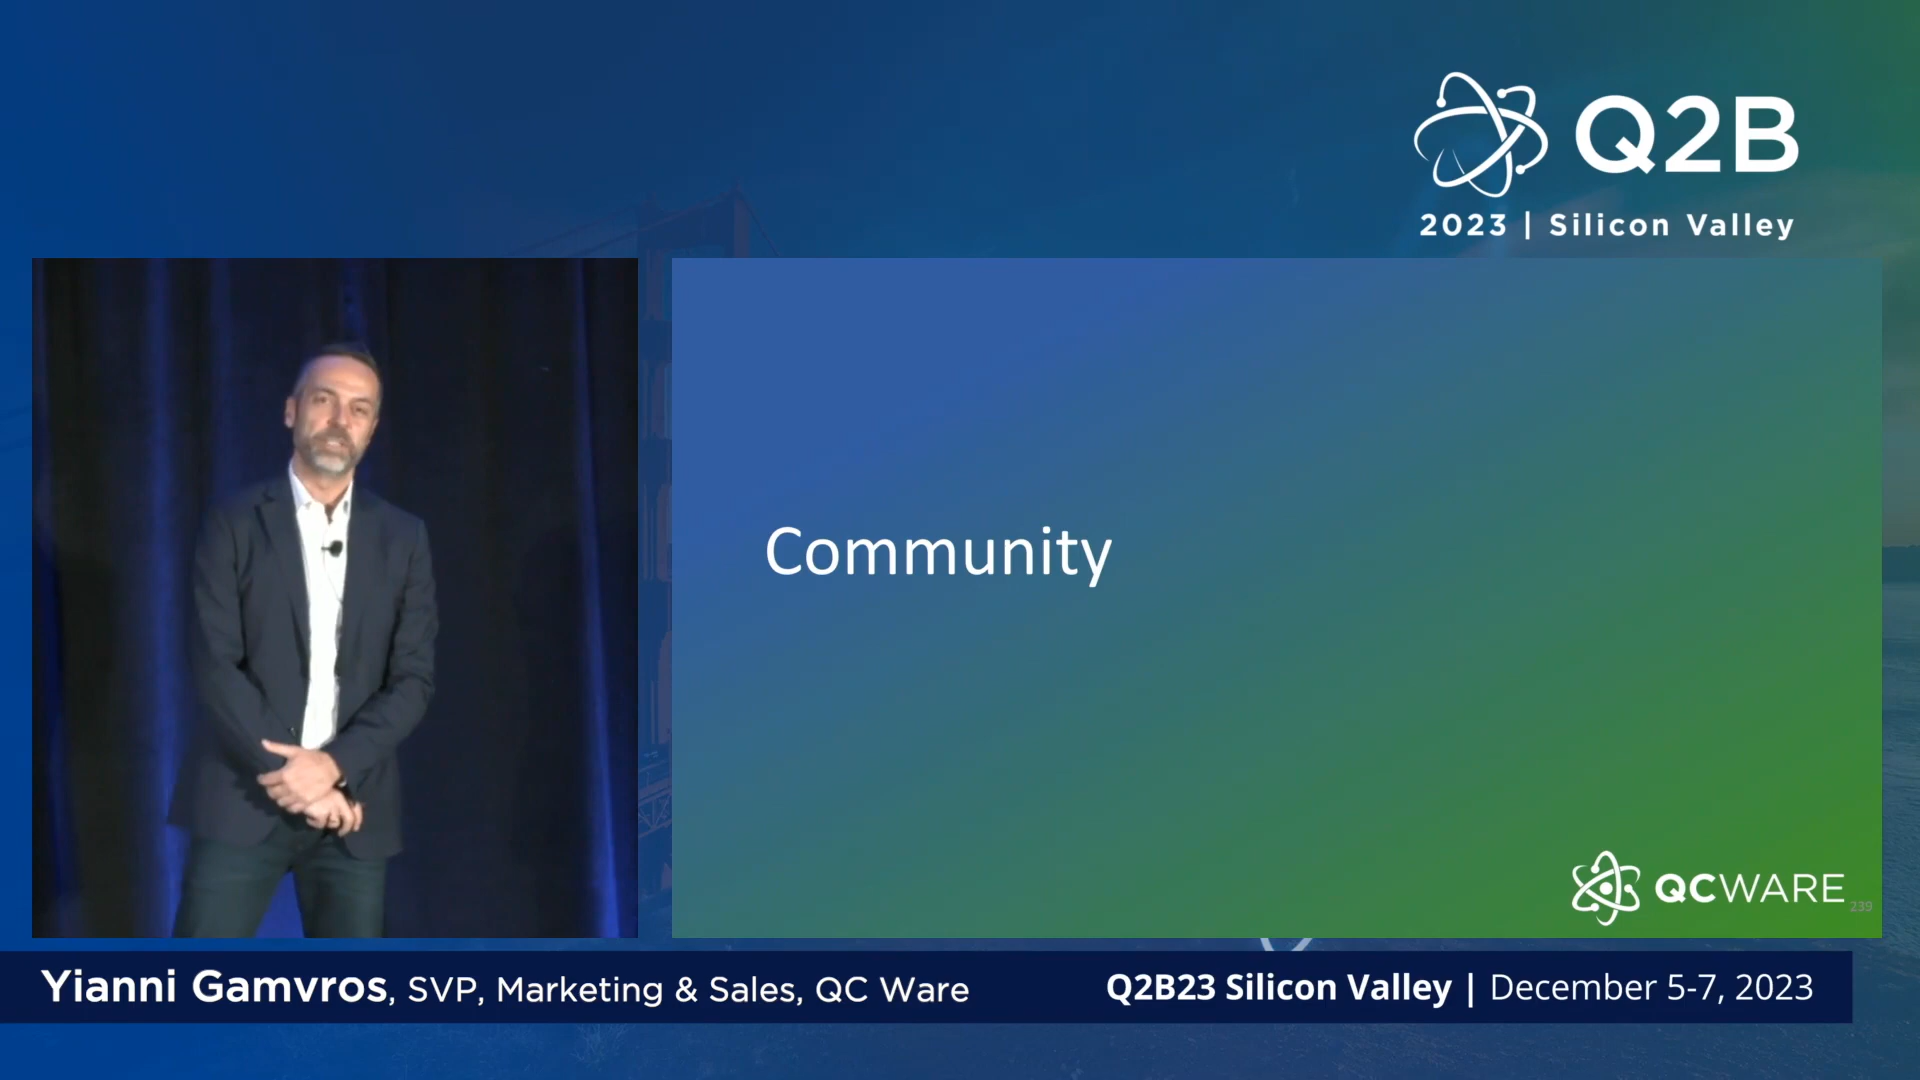 Q2B
2023 | Silicon Valley
Community
QCWARE
239
Yianni Gamvros, SVP, Marketing & Sales, QC Ware
Q2B23 Silicon Valley | December 5-7, 2023